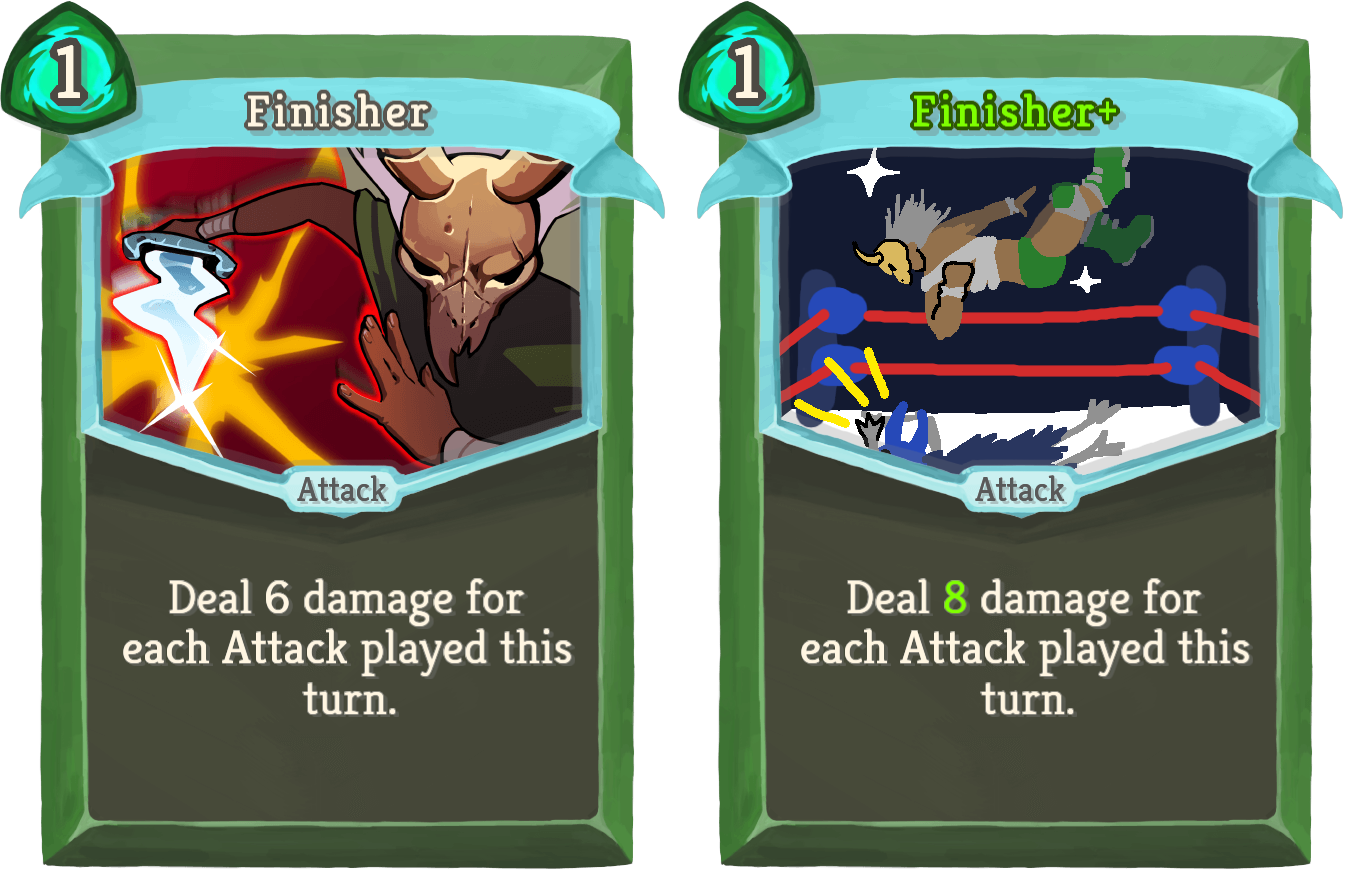 1
Finisher
Attack
Deal 6 damage for
each Attack played this
turn.
1
Finisher+
Attack
Deal 8 damage for
each Attack played this
turn.